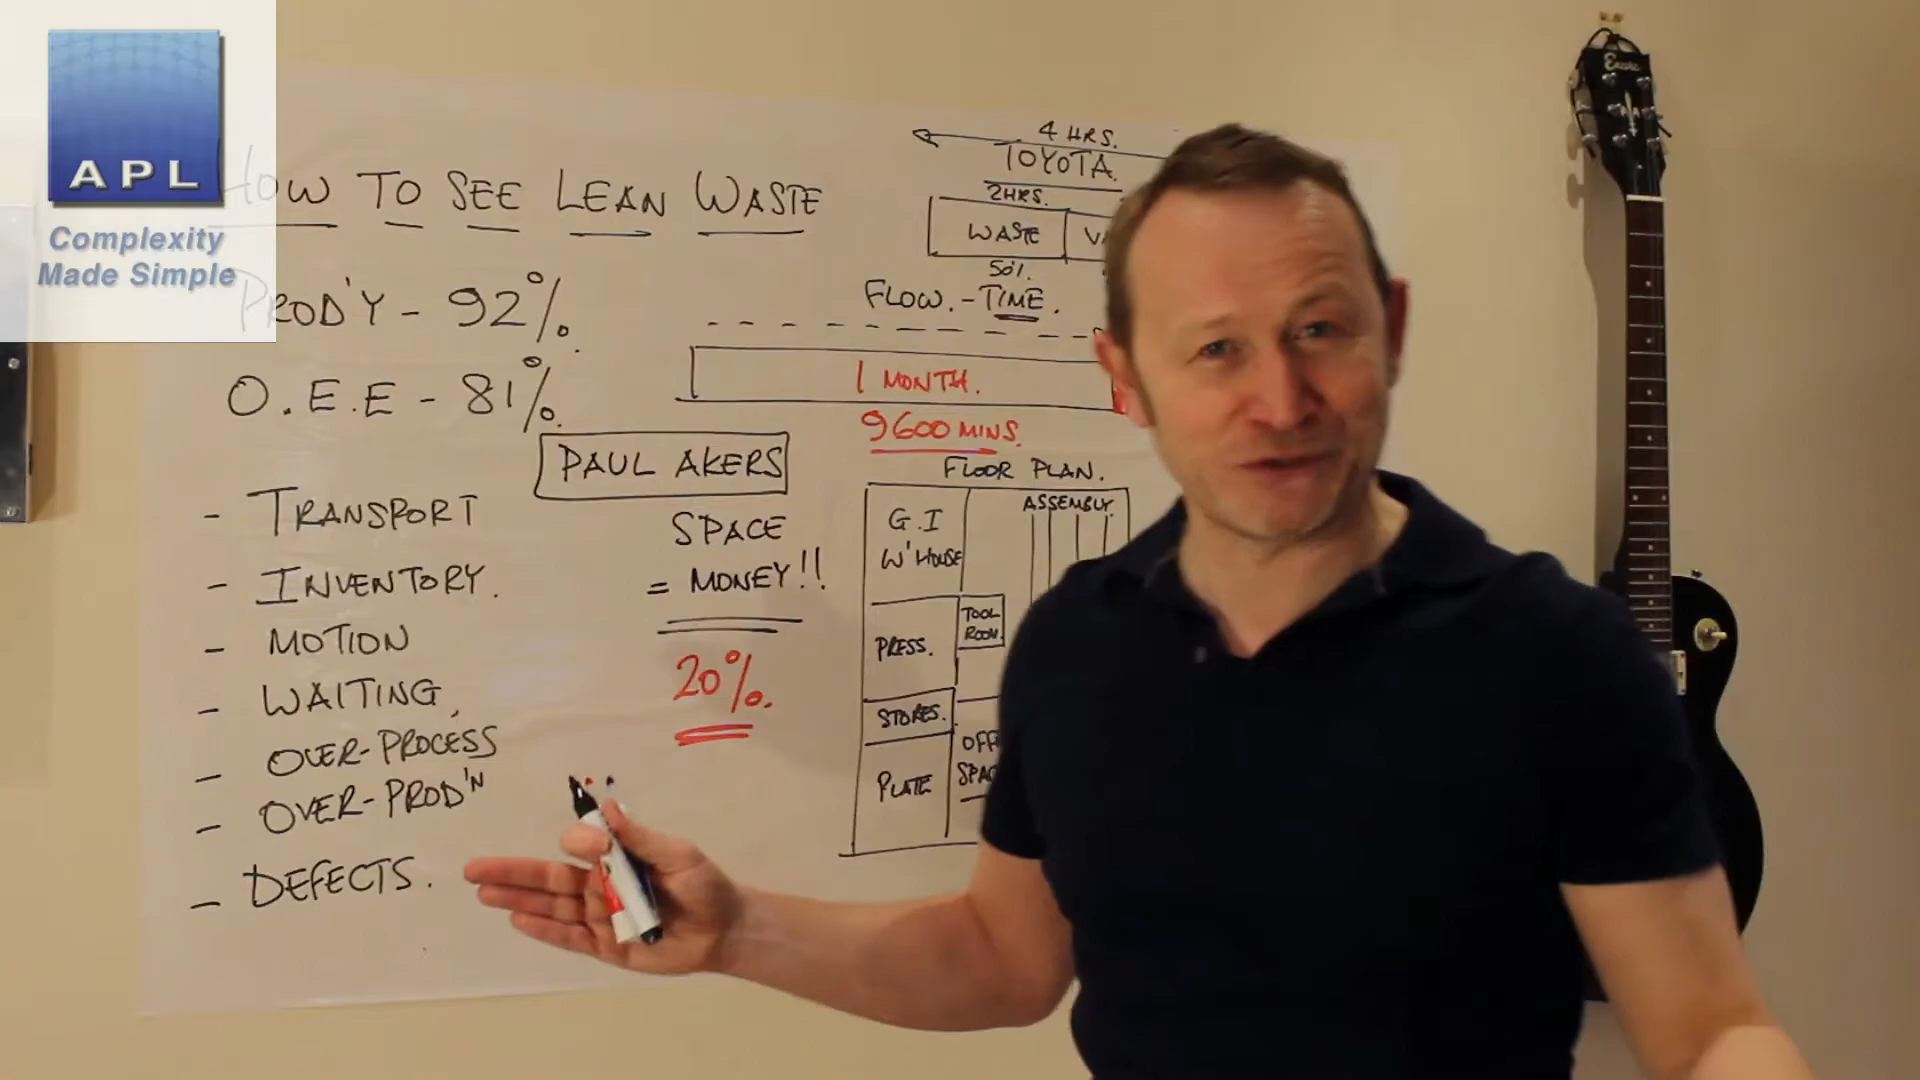 APL
Complexity
Made Simple
HOW TO SEE LEAN WASTE
PROD'Y - 92%.
O.E.E - 81%.
PAUL AKERS
- TRANSPORT
- INVENTORY.
- MOTION
- WAITING,
- OVER-PROCESS
- OVER-PROD'N
- DEFECTS.
SPACE
= MONEY!!
20%.
4 HRS.
TOYOTA.
2HRS.
WASTE
50%.
FLOW. - TIME.
1 MONTH.
9600 MINS.
FLOOR PLAN.
G.I
W'HOUSE
ASSEMBLY.
TOOL
ROOM.
PRESS.
STORES.
PLATE
Encore